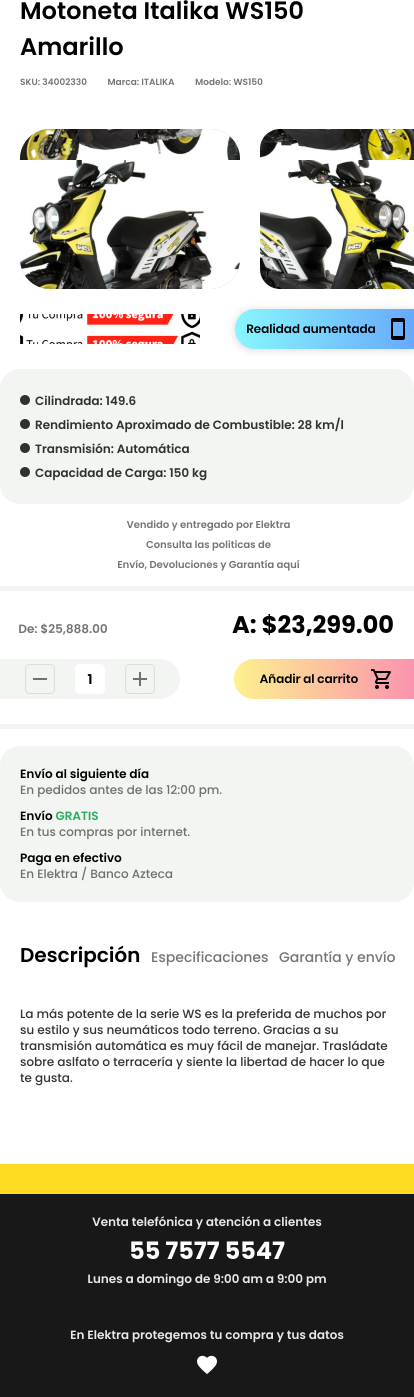 Motoneta Italika WS150
Amarillo
SKU: 34002330 Marca: ITALIKA Modelo: WS150
Tu Compra 100% segura
Tu Compra 100% segura
Realidad aumentada
Cilindrada: 149.6
Rendimiento Aproximado de Combustible: 28 km/l
Transmisión: Automática
Capacidad de Carga: 150 kg
Vendido y entregado por Elektra
Consulta las políticas de
Envío, Devoluciones y Garantía aquí
De: $25,888.00 A: $23,299.00
1 Añadir al carrito
Envío al siguiente día
En pedidos antes de las 12:00 pm.
Envío GRATIS
En tus compras por internet.
Paga en efectivo
En Elektra / Banco Azteca
Descripción Especificaciones Garantía y envío
La más potente de la serie WS es la preferida de muchos por
su estilo y sus neumáticos todo terreno. Gracias a su
transmisión automática es muy fácil de manejar. Trasládate
sobre aslfato o terracería y siente la libertad de hacer lo que
te gusta.
Venta telefónica y atención a clientes
55 7577 5547
Lunes a domingo de 9:00 am a 9:00 pm
En Elektra protegemos tu compra y tus datos